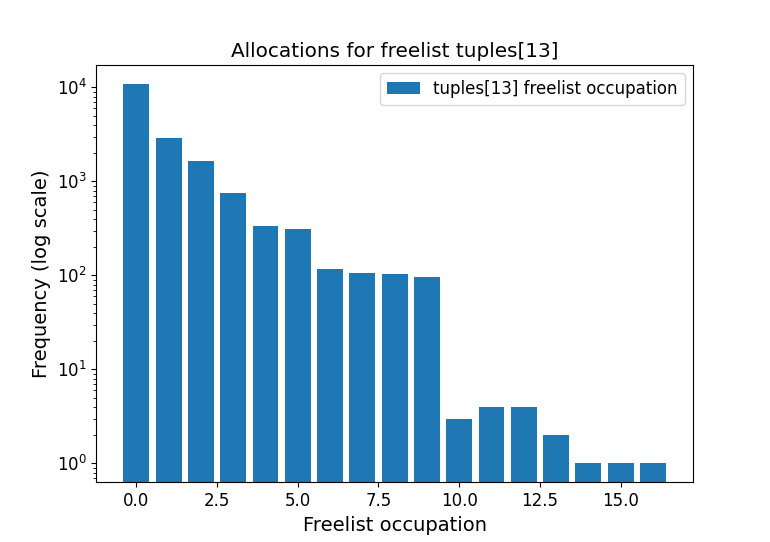 Allocations for freelist tuples[13]
tuples[13] freelist occupation
Frequency (log scale)
10⁴
10³
10²
10¹
10⁰
0.0 2.5 5.0 7.5 10.0 12.5 15.0
Freelist occupation